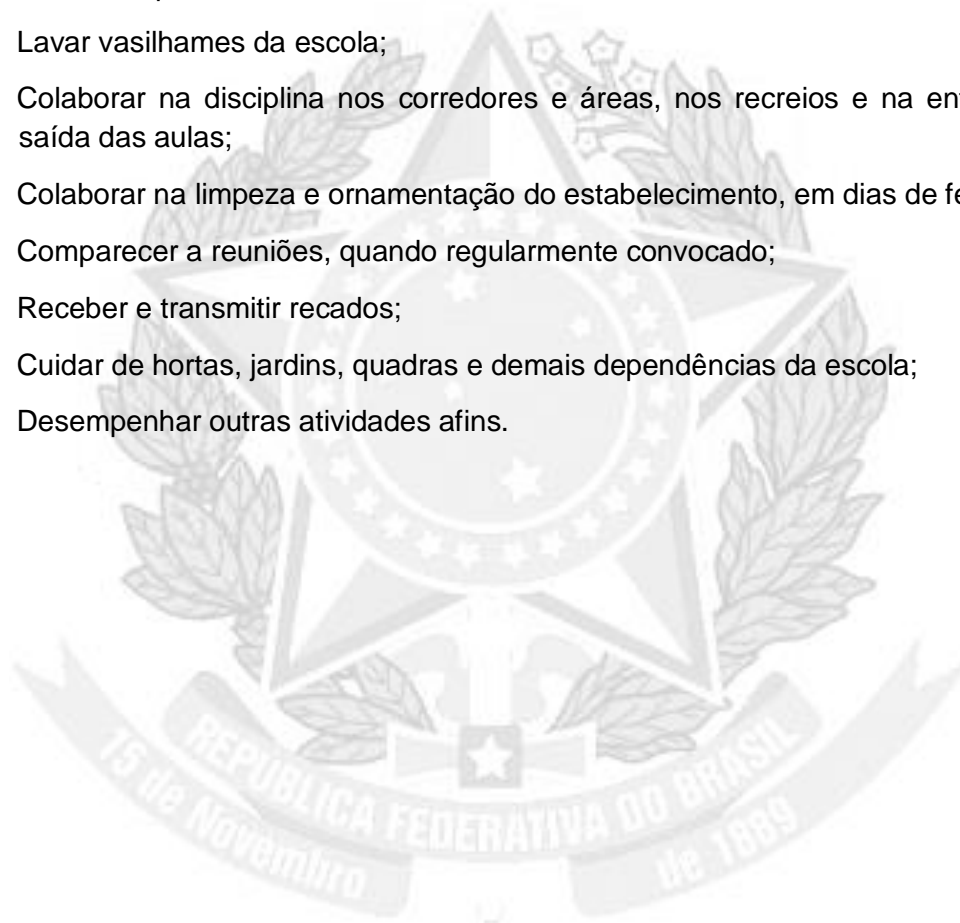 Lavar vasilhames da escola;
Colaborar na disciplina nos corredores e áreas, nos recreios e na
saída das aulas;
Colaborar na limpeza e ornamentação do estabelecimento, em dias de
Comparecer a reuniões, quando regularmente convocado;
Receber e transmitir recados;
Cuidar de hortas, jardins, quadras e demais dependências da escola;
Desempenhar outras atividades afins.
REPÚBLICA FEDERATIVA DO BRASIL
15 de Novembro de 1889